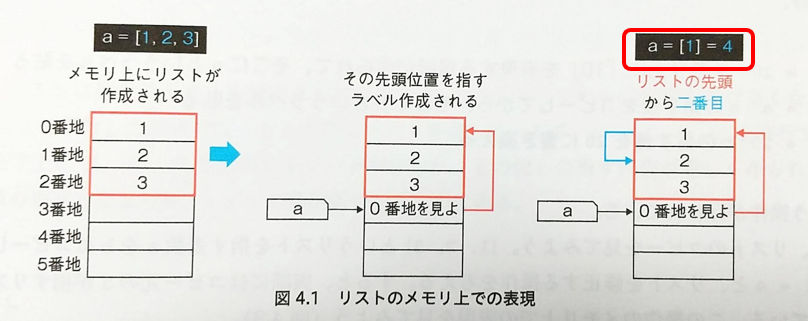 a = [1, 2, 3]
メモリ上にリストが
作成される
0番地
1番地
2番地
3番地
4番地
5番地
1
2
3
その先頭位置を指す
ラベル作成される
1
2
3
0 番地を見よ
a
a = [1] = 4
リストの先頭
から二番目
1
2
3
0 番地を見よ
a
図 4.1 リストのメモリ上での表現